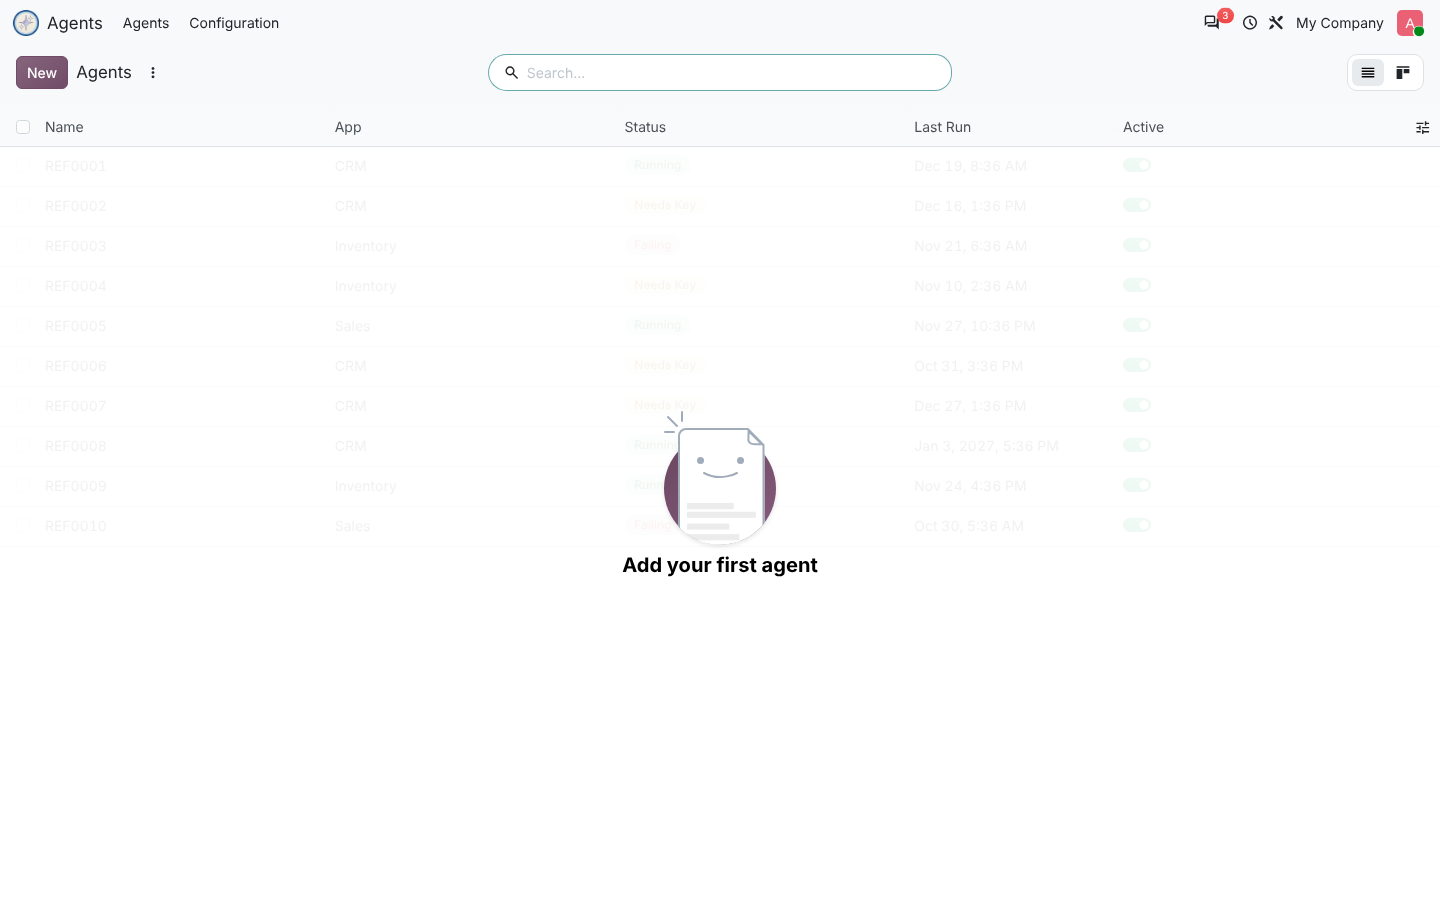 Agents Agents Configuration 3 My Company A
New Agents Search...
Name App Status Last Run Active
REF0001 CRM Running Dec 19, 8:36 AM
REF0002 CRM Needs Key Dec 16, 1:36 PM
REF0003 Inventory Failing Nov 21, 6:36 AM
REF0004 Inventory Needs Key Nov 10, 2:36 AM
REF0005 Sales Running Nov 27, 10:36 PM
REF0006 CRM Needs Key Oct 31, 3:36 PM
REF0007 CRM Needs Key Dec 27, 1:36 PM
REF0008 CRM Jan 3, 2027, 5:36 PM
REF0009 Inventory Nov 24, 4:36 PM
REF0010 Sales Failing Oct 30, 5:36 AM
Add your first agent